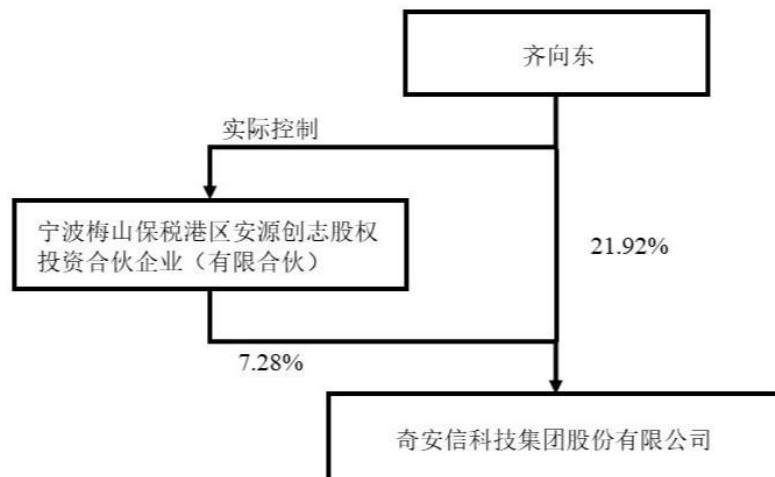 齐向东
实际控制
宁波梅山保税港区安源创志股权
投资合伙企业（有限合伙）
21.92%
7.28%
奇安信科技集团股份有限公司